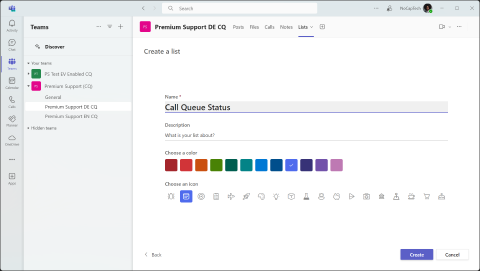 Search
NoOpTech
Teams
Premium Support DE CQ
Posts
Files
Calls
Notes
Lists
Activity
Chat
Teams
Calendar
Calls
OneDrive
Apps
Discover
Your teams
PS Test EV Enabled CQ
Premium Support (CQ)
General
Premium Support DE CQ
Premium Support EN CQ
Hidden teams
Create a list
Name *
Call Queue Status
Description
What is your list about?
Choose a color
Choose an icon
Back
Create
Cancel